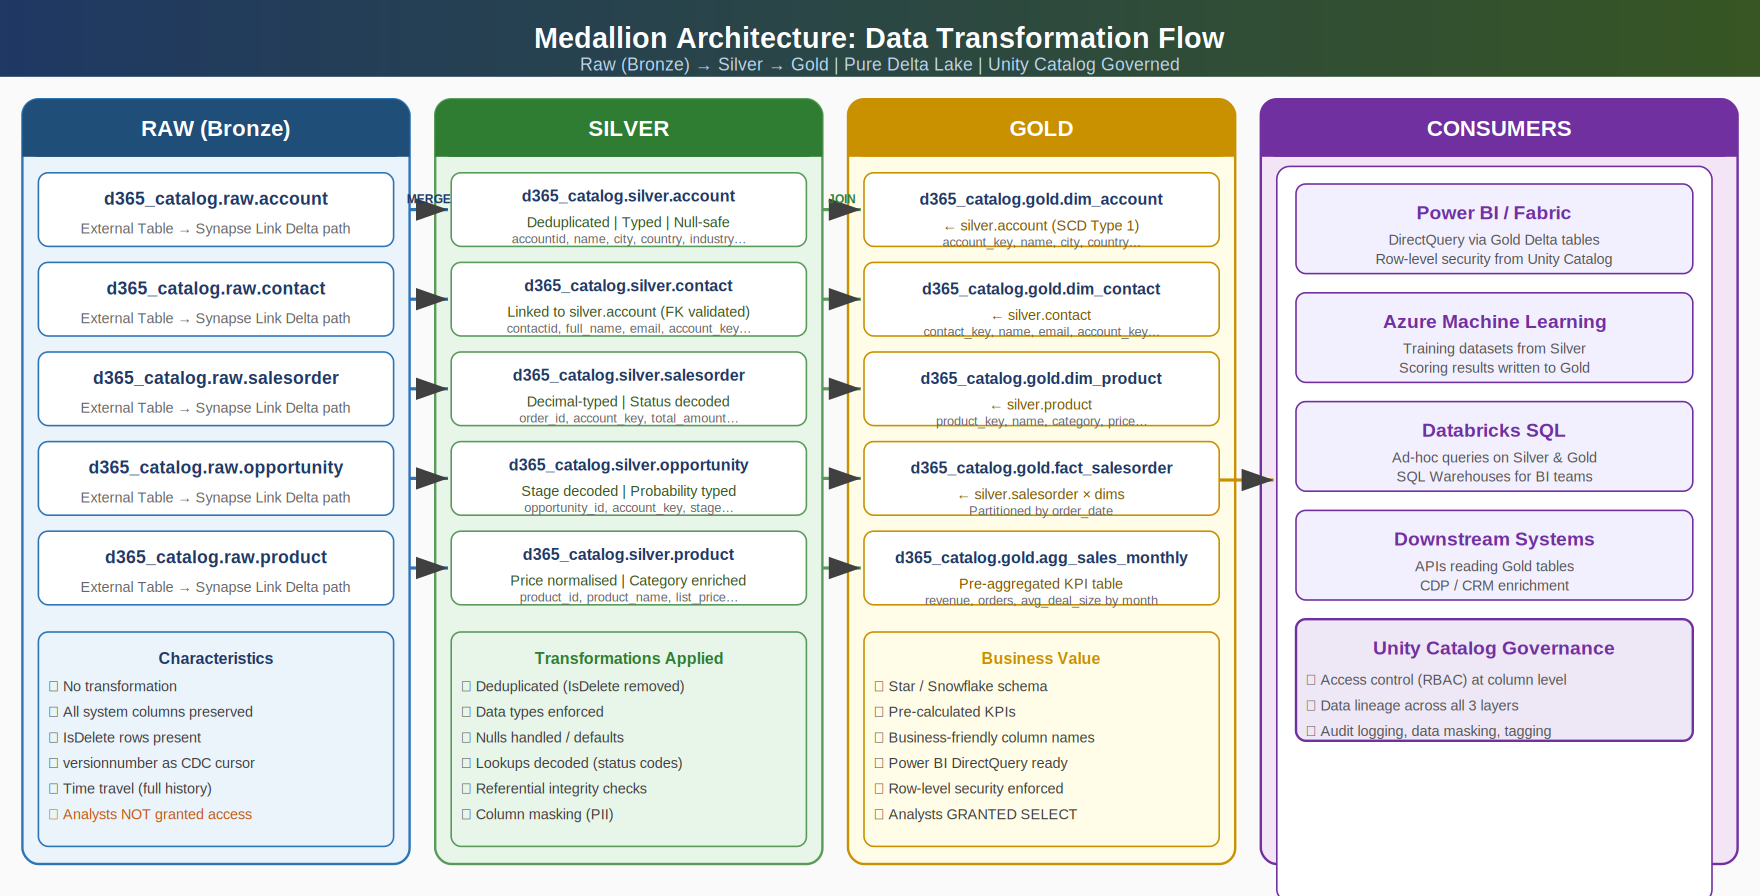 Medallion Architecture: Data Transformation Flow
Raw (Bronze) → Silver → Gold | Pure Delta Lake | Unity Catalog Governed
RAW (Bronze)
d365_catalog.raw.account
External Table → Synapse Link Delta path
d365_catalog.raw.contact
External Table → Synapse Link Delta path
d365_catalog.raw.salesorder
External Table → Synapse Link Delta path
d365_catalog.raw.opportunity
External Table → Synapse Link Delta path
d365_catalog.raw.product
External Table → Synapse Link Delta path
Characteristics
No transformation
All system columns preserved
IsDelete rows present
versionnumber as CDC cursor
Time travel (full history)
Analysts NOT granted access
MERGE
SILVER
d365_catalog.silver.account
Deduplicated | Typed | Null-safe
accountid, name, city, country, industry…
d365_catalog.silver.contact
Linked to silver.account (FK validated)
contactid, full_name, email, account_key…
d365_catalog.silver.salesorder
Decimal-typed | Status decoded
order_id, account_key, total_amount…
d365_catalog.silver.opportunity
Stage decoded | Probability typed
opportunity_id, account_key, stage…
d365_catalog.silver.product
Price normalised | Category enriched
product_id, product_name, list_price…
Transformations Applied
Deduplicated (IsDelete removed)
Data types enforced
Nulls handled / defaults
Lookups decoded (status codes)
Referential integrity checks
Column masking (PII)
JOIN
GOLD
d365_catalog.gold.dim_account
← silver.account (SCD Type 1)
account_key, name, city, country…
d365_catalog.gold.dim_contact
← silver.contact
contact_key, name, email, account_key…
d365_catalog.gold.dim_product
← silver.product
product_key, name, category, price…
d365_catalog.gold.fact_salesorder
← silver.salesorder × dims
Partitioned by order_date
d365_catalog.gold.agg_sales_monthly
Pre-aggregated KPI table
revenue, orders, avg_deal_size by month
Business Value
Star / Snowflake schema
Pre-calculated KPIs
Business-friendly column names
Power BI DirectQuery ready
Row-level security enforced
Analysts GRANTED SELECT
CONSUMERS
Power BI / Fabric
DirectQuery via Gold Delta tables
Row-level security from Unity Catalog
Azure Machine Learning
Training datasets from Silver
Scoring results written to Gold
Databricks SQL
Ad-hoc queries on Silver & Gold
SQL Warehouses for BI teams
Downstream Systems
APIs reading Gold tables
CDP / CRM enrichment
Unity Catalog Governance
Access control (RBAC) at column level
Data lineage across all 3 layers
Audit logging, data masking, tagging